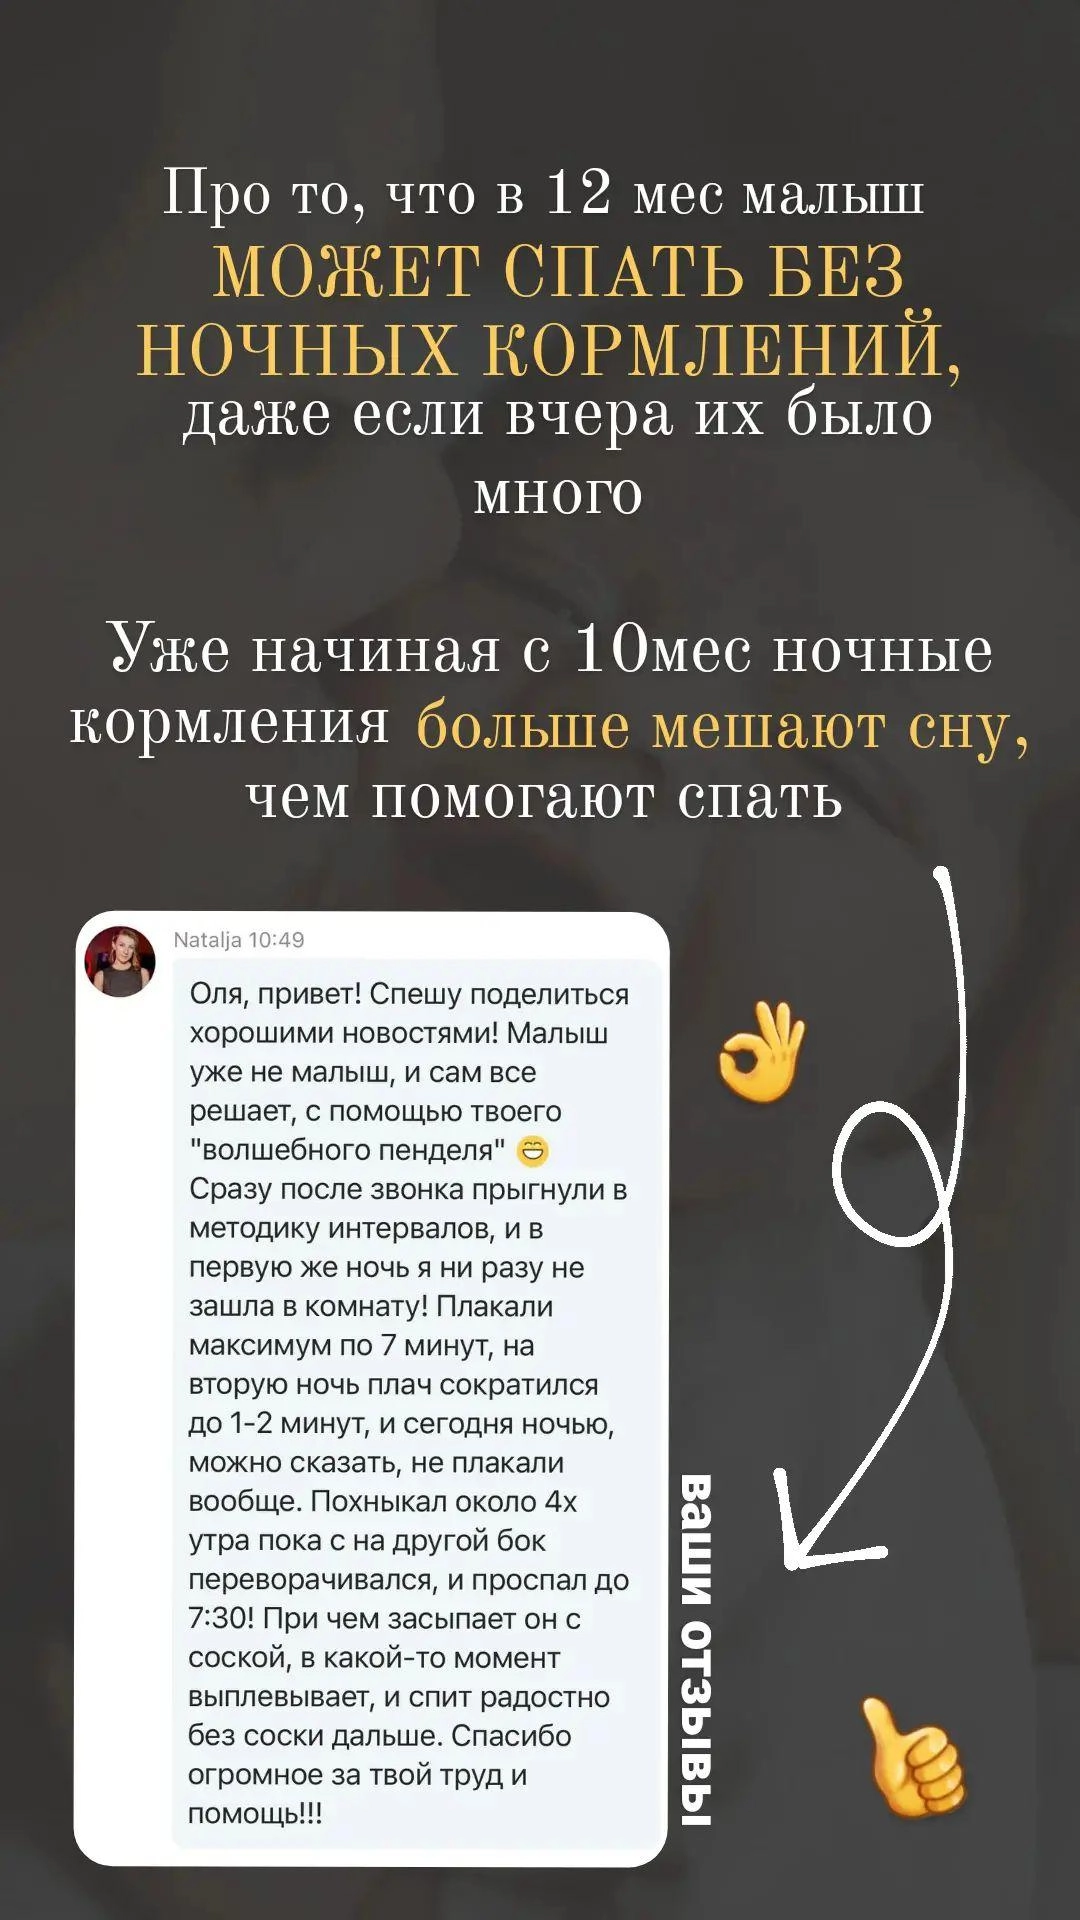 Про то, что в 12 мес малыш
МОЖЕТ СПАТЬ БЕЗ
НОЧНЫХ КОРМЛЕНИЙ,
даже если вчера их было
много
Уже начиная с 10мес ночные
кормления больше мешают сну,
чем помогают спать
Natalja 10:49
Оля, привет! Спешу поделиться
хорошими новостями! Малыш
уже не малыш, и сам все
решает, с помощью твоего
"волшебного пенделя" 😁
Сразу после звонка прыгнули в
методику интервалов, и в
первую же ночь я ни разу не
зашла в комнату! Плакали
максимум по 7 минут, на
вторую ночь плач сократился
до 1-2 минут, и сегодня ночью,
можно сказать, не плакали
вообще. Похныкал около 4х
утра пока с на другой бок
переворачивался, и проспал до
7:30! При чем засыпает он с
соской, в какой-то момент
выплевывает, и спит радостно
без соски дальше. Спасибо
огромное за твой труд и
помощь!!!
ваши отзывы